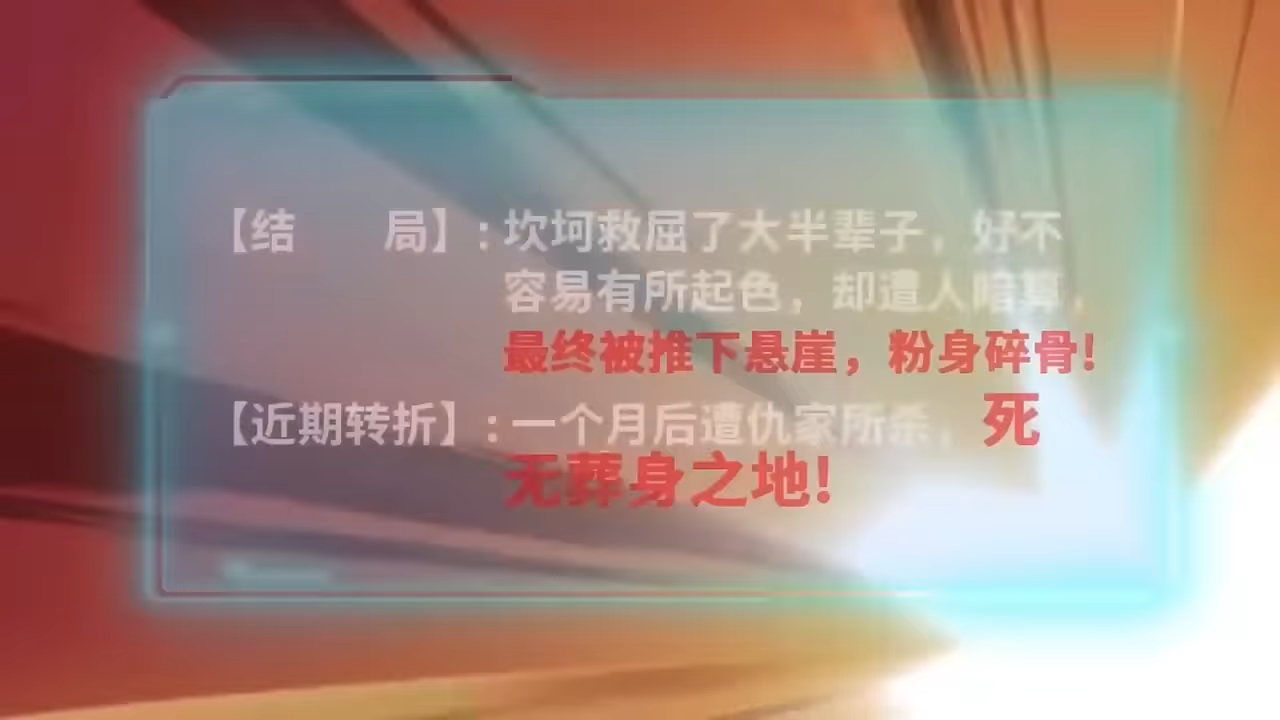 【结 局】: 坎坷救屈了大半辈子，好不
容易有所起色，却遭人暗算，
最终被推下悬崖，粉身碎骨!
【近期转折】: 一个月后遭仇家所杀，死
无葬身之地!